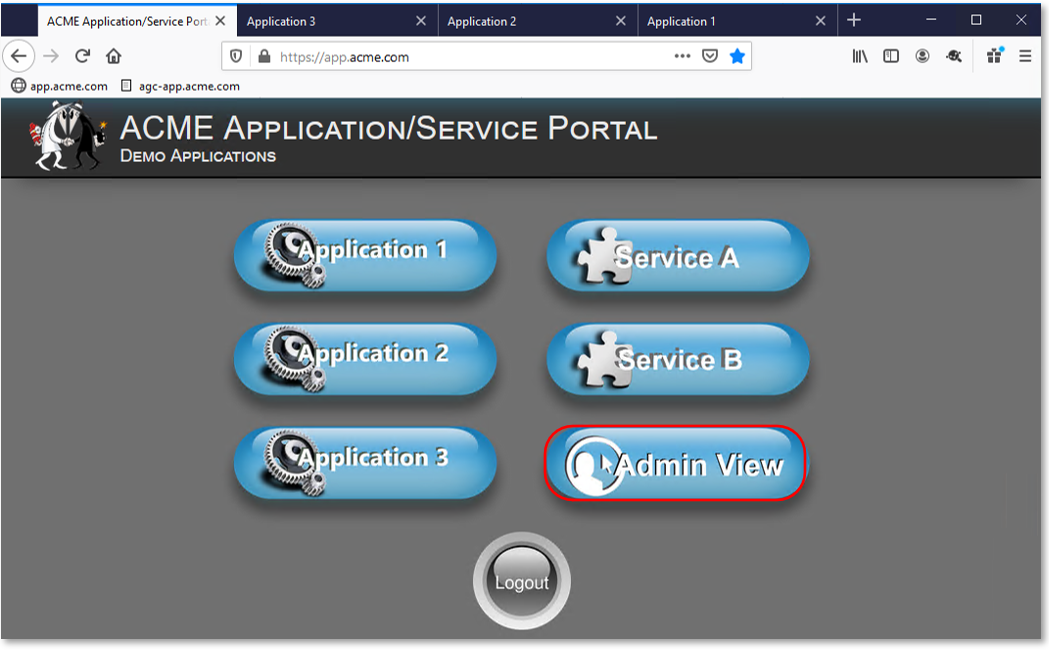 ACME Application/Service Port
Application 3
Application 2
Application 1
https://app.acme.com
app.acme.com
agc-app.acme.com
ACME APPLICATION/SERVICE PORTAL
DEMO APPLICATIONS
Application 1
Service A
Application 2
Service B
Application 3
Admin View
Logout